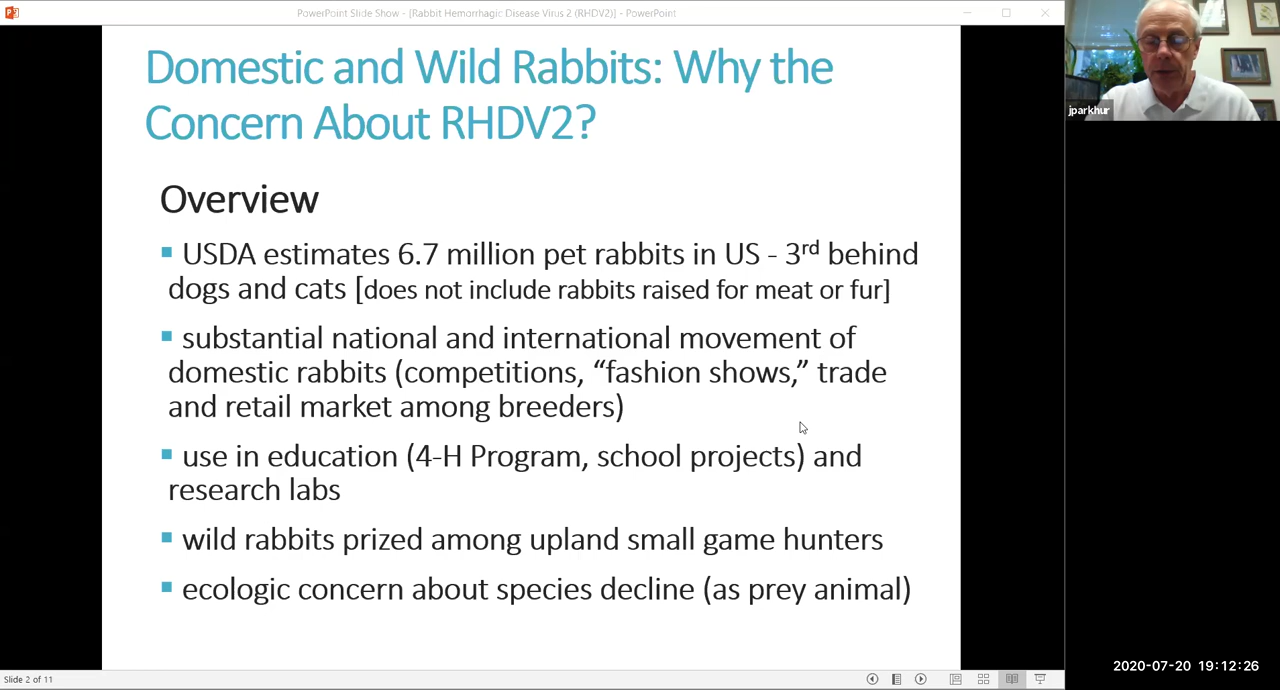 PowerPoint Slide Show - [Rabbit Hemorrhagic Disease Virus 2 (RHDV2)] - PowerPoint
Domestic and Wild Rabbits: Why the
Concern About RHDV2?
Overview
USDA estimates 6.7 million pet rabbits in US - 3rd behind
dogs and cats [does not include rabbits raised for meat or fur]
substantial national and international movement of
domestic rabbits (competitions, “fashion shows,” trade
and retail market among breeders)
use in education (4-H Program, school projects) and
research labs
wild rabbits prized among upland small game hunters
ecologic concern about species decline (as prey animal)
Slide 2 of 11
jparkhur
2020-07-20 19:12:26